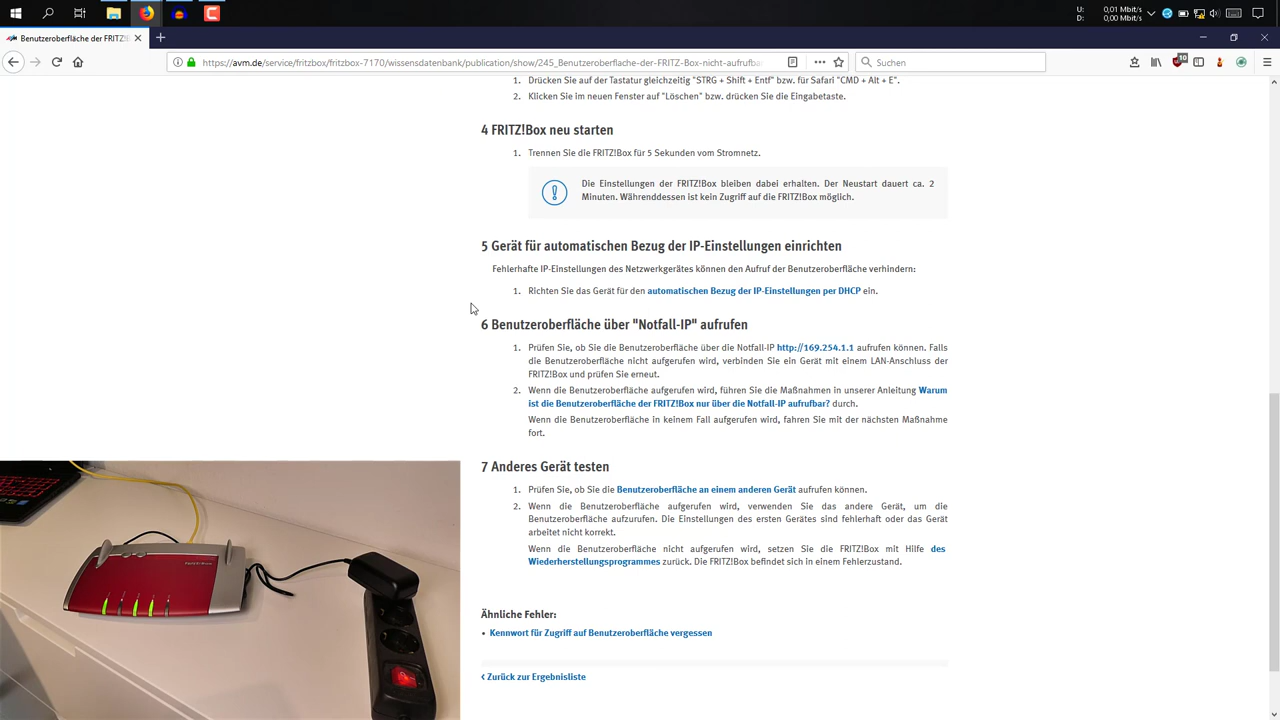 U: 0,01 Mbit/s
D: 0,00 Mbit/s
Benutzeroberfläche der FRITZ!B
https://avm.de/service/fritzbox/fritzbox-7170/wissensdatenbank/publication/show/245_Benutzeroberflaeche-der-FRITZ-Box-nicht-aufrufba
Suchen
10
1. Drücken Sie auf der Tastatur gleichzeitig "STRG + Shift + Entf" bzw. für Safari "CMD + Alt + E".
2. Klicken Sie im neuen Fenster auf "Löschen" bzw. drücken Sie die Eingabetaste.
4 FRITZ!Box neu starten
1. Trennen Sie die FRITZ!Box für 5 Sekunden vom Stromnetz.
Die Einstellungen der FRITZ!Box bleiben dabei erhalten. Der Neustart dauert ca. 2
Minuten. Währenddessen ist kein Zugriff auf die FRITZ!Box möglich.
5 Gerät für automatischen Bezug der IP-Einstellungen einrichten
Fehlerhafte IP-Einstellungen des Netzwerkgerätes können den Aufruf der Benutzeroberfläche verhindern:
1. Richten Sie das Gerät für den automatischen Bezug der IP-Einstellungen per DHCP ein.
6 Benutzeroberfläche über "Notfall-IP" aufrufen
1. Prüfen Sie, ob Sie die Benutzeroberfläche über die Notfall-IP http://169.254.1.1 aufrufen können. Falls
die Benutzeroberfläche nicht aufgerufen wird, verbinden Sie ein Gerät mit einem LAN-Anschluss der
FRITZ!Box und prüfen Sie erneut.
2. Wenn die Benutzeroberfläche aufgerufen wird, führen Sie die Maßnahmen in unserer Anleitung Warum
ist die Benutzeroberfläche der FRITZ!Box nur über die Notfall-IP aufrufbar? durch.
Wenn die Benutzeroberfläche in keinem Fall aufgerufen wird, fahren Sie mit der nächsten Maßnahme
fort.
7 Anderes Gerät testen
1. Prüfen Sie, ob Sie die Benutzeroberfläche an einem anderen Gerät aufrufen können.
2. Wenn die Benutzeroberfläche aufgerufen wird, verwenden Sie das andere Gerät, um die
Benutzeroberfläche aufzurufen. Die Einstellungen des ersten Gerätes sind fehlerhaft oder das Gerät
arbeitet nicht korrekt.
Wenn die Benutzeroberfläche nicht aufgerufen wird, setzen Sie die FRITZ!Box mit Hilfe des
Wiederherstellungsprogrammes zurück. Die FRITZ!Box befindet sich in einem Fehlerzustand.
Ähnliche Fehler:
• Kennwort für Zugriff auf Benutzeroberfläche vergessen
‹ Zurück zur Ergebnisliste